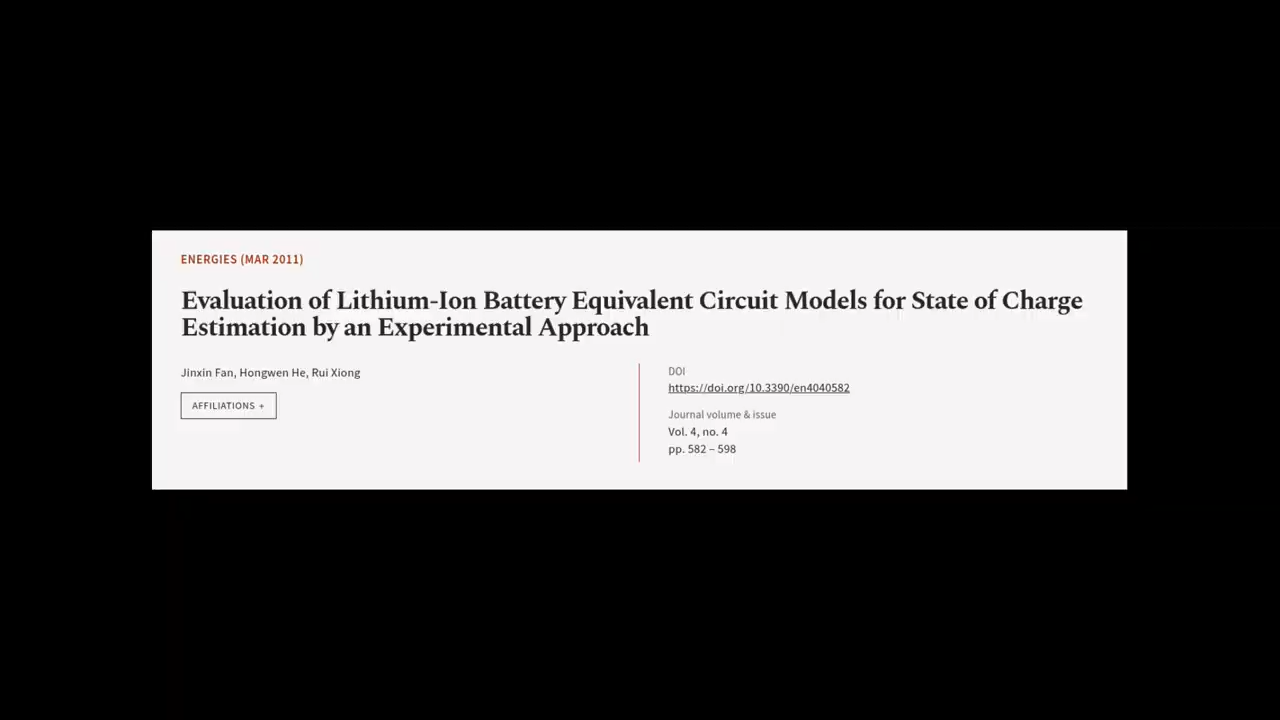 ENERGIES (MAR 2011)
Evaluation of Lithium-Ion Battery Equivalent Circuit Models for State of Charge
Estimation by an Experimental Approach
Jinxin Fan, Hongwen He, Rui Xiong
AFFILIATIONS +
DOI
https://doi.org/10.3390/en4040582
Journal volume & issue
Vol. 4, no. 4
pp. 582 – 598